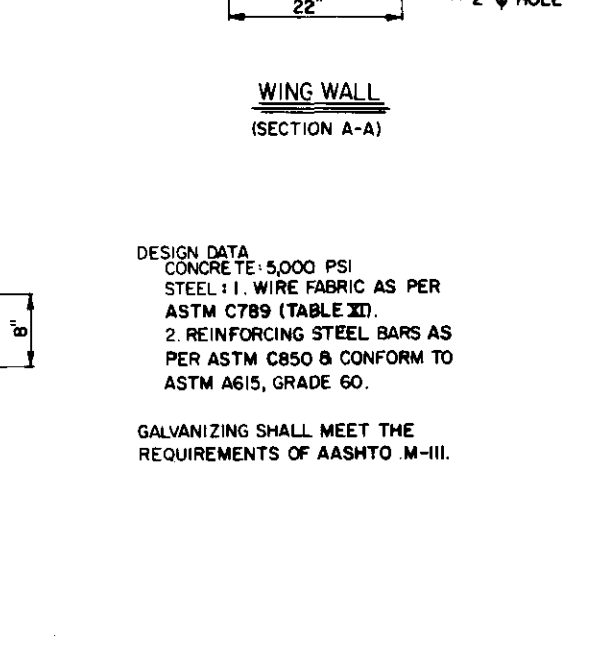 22"
2" φ HOLE
WING WALL
(SECTION A-A)
DESIGN DATA
CONCRETE: 5,000 PSI
STEEL: 1. WIRE FABRIC AS PER
ASTM C789 (TABLE XI).
2. REINFORCING STEEL BARS AS
8"
PER ASTM C850 & CONFORM TO
ASTM A615, GRADE 60.
GALVANIZING SHALL MEET THE
REQUIREMENTS OF AASHTO .M-111.